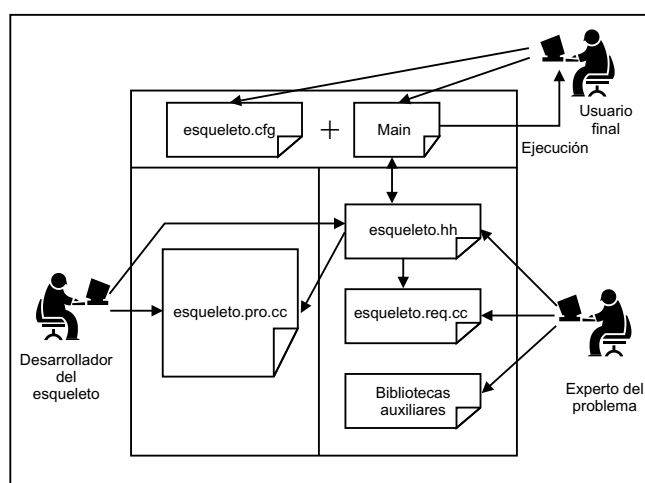 Usuario
final
esqueleto.cfg
+
Main
Ejecución
esqueleto.hh
esqueleto.pro.cc
esqueleto.req.cc
Desarrollador
del
esqueleto
Bibliotecas
auxiliares
Experto del
problema